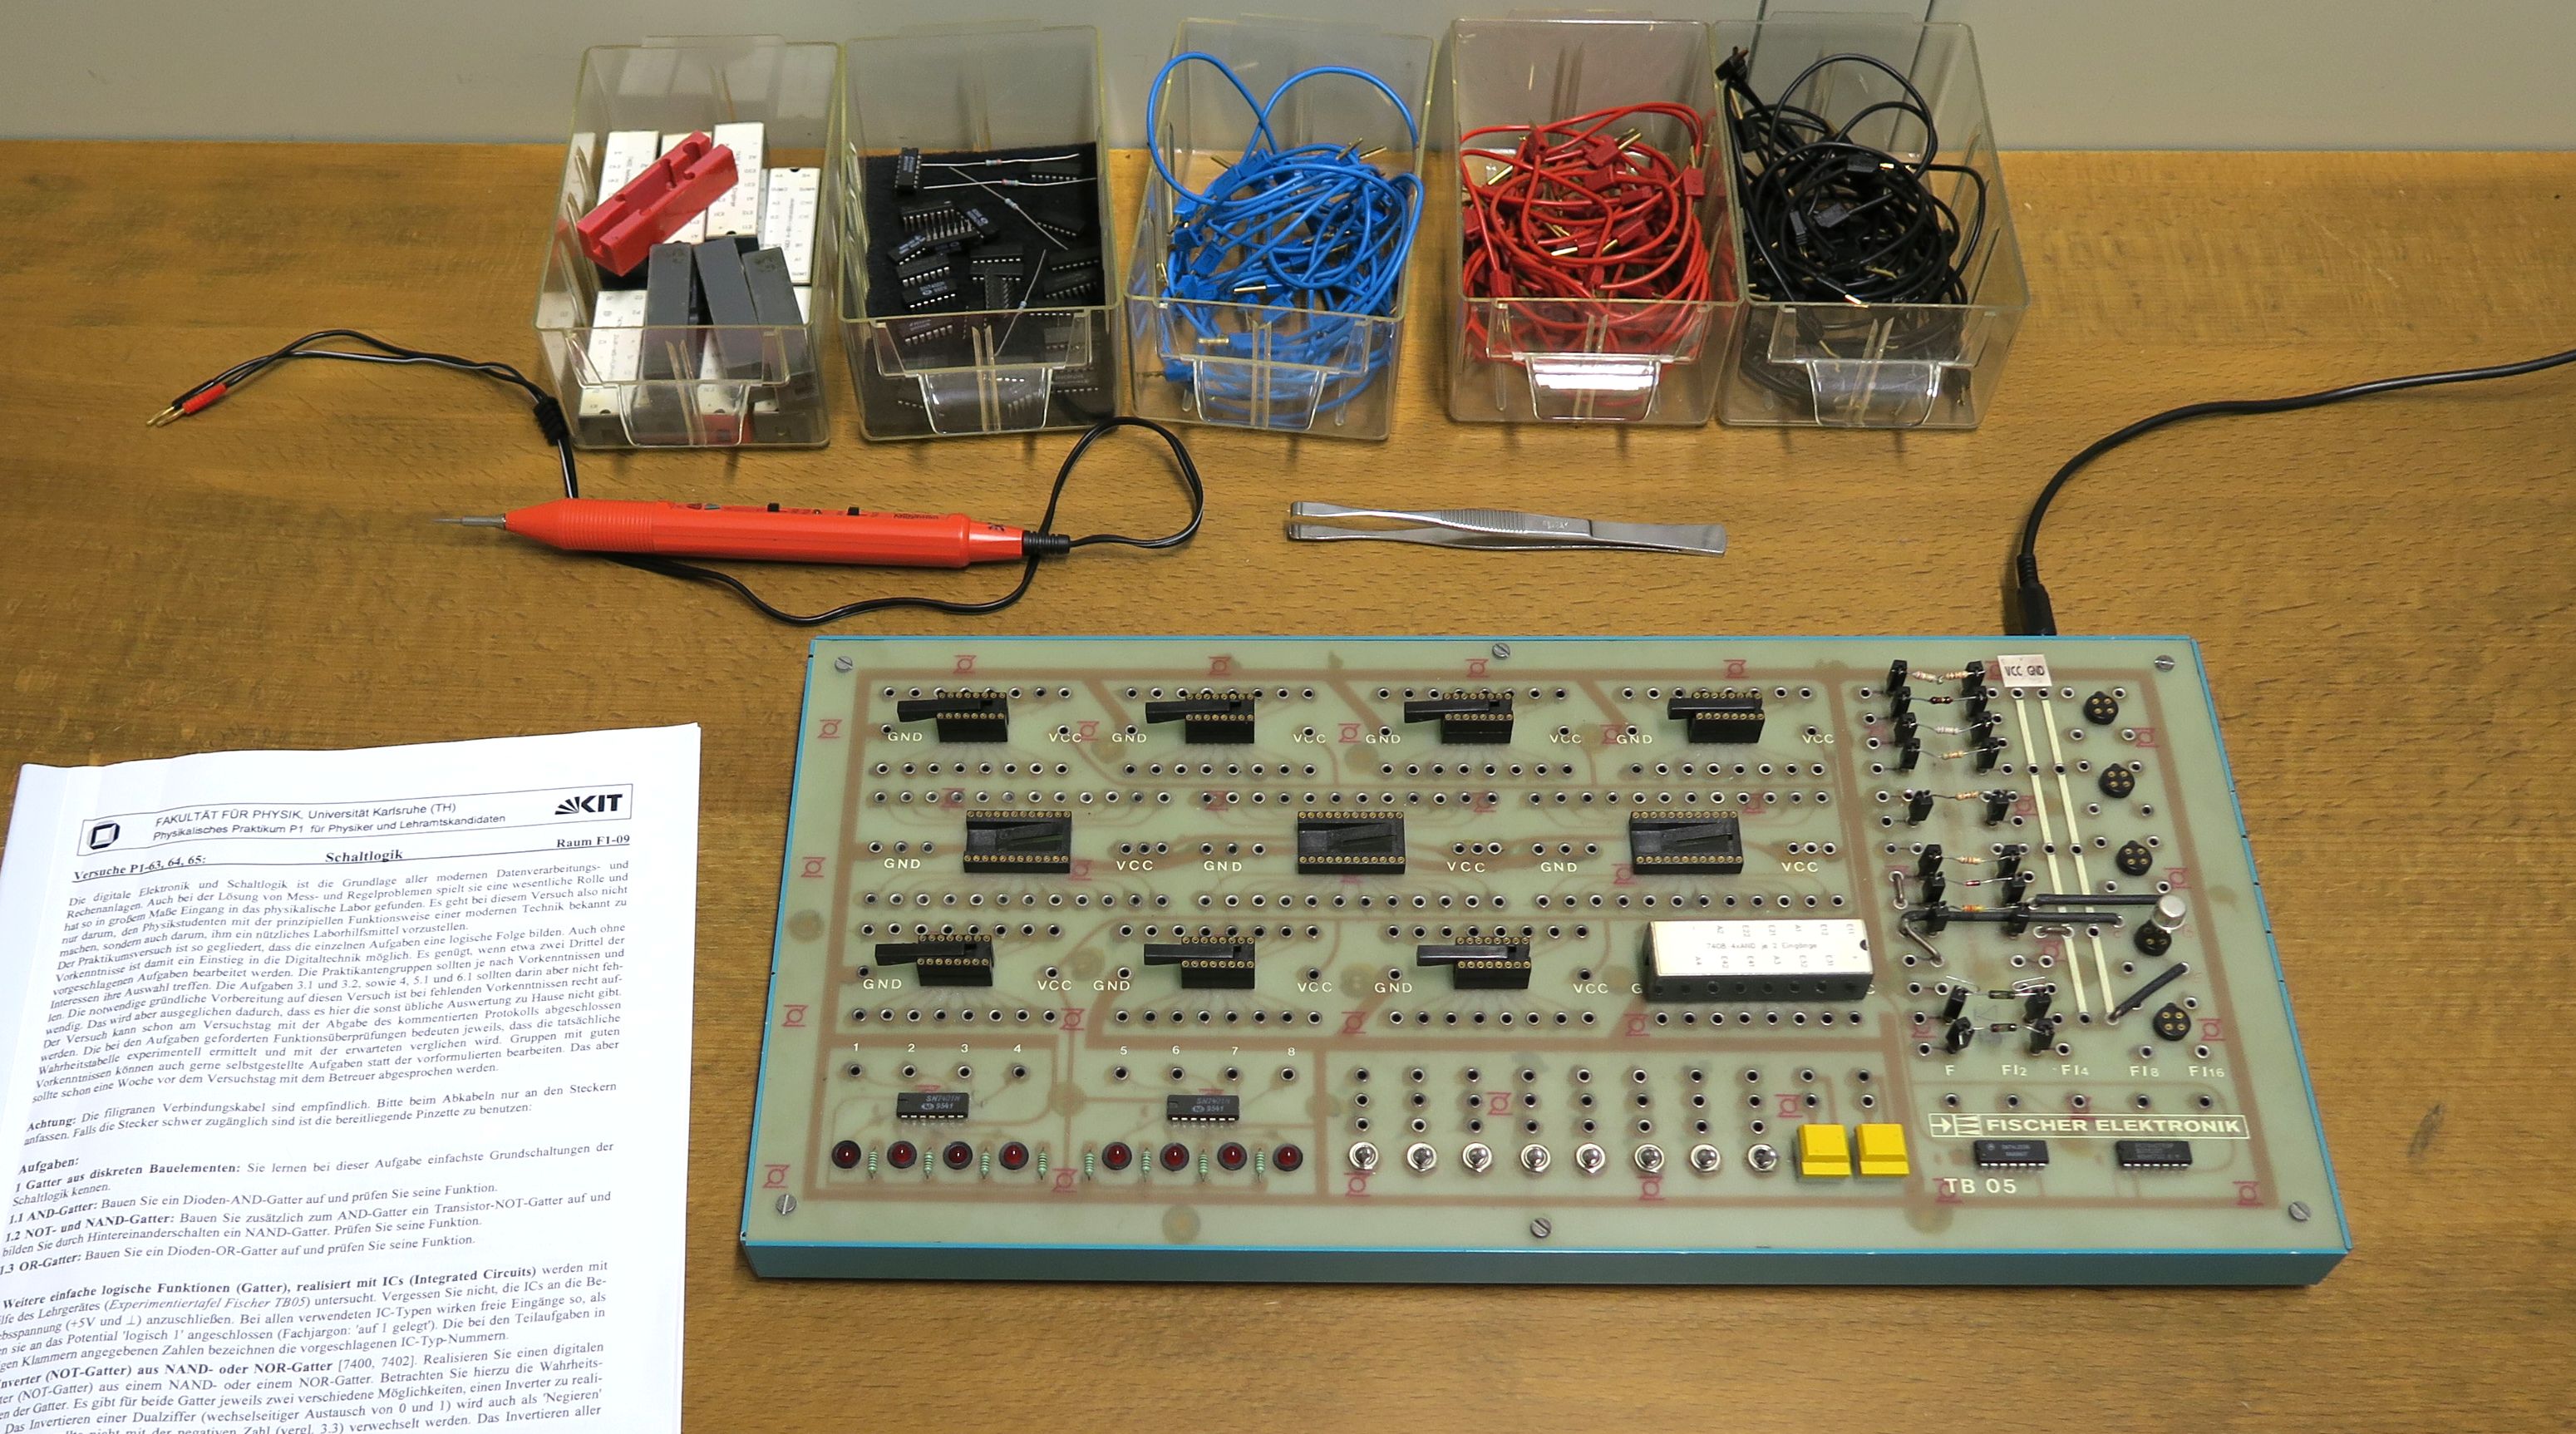 VCC GND
GND VCC GND VCC GND VCC GND VCC
GND VCC GND VCC GND VCC
7408 4xAND je 2 Eingänge
GND VCC GND VCC GND VCC
1 2 3 4 5 6 7 8
F FI2 FI4 FI8 FI16
SN7401N
9541
SN7401N
9541
FISCHER ELEKTRONIK
TB 05
FAKULTÄT FÜR PHYSIK, Universität Karlsruhe (TH)
Physikalisches Praktikum P1 für Physiker und Lehramtskandidaten
KIT
Versuche P1-63, 64, 65: Schaltlogik Raum F1-09
Die digitale Elektronik und Schaltlogik ist die Grundlage aller modernen Datenverarbeitungs- und
Rechenanlagen. Auch bei der Lösung von Mess- und Regelproblemen spielt sie eine wesentliche Rolle und
hat so in großem Maße Eingang in das physikalische Labor gefunden. Es geht bei diesem Versuch also nicht
nur darum, den Physikstudenten mit der prinzipiellen Funktionsweise einer modernen Technik bekannt zu
machen, sondern auch darum, ihm ein nützliches Laborhilfsmittel vorzustellen.
Der Praktikumsversuch ist so gegliedert, dass die einzelnen Aufgaben eine logische Folge bilden. Auch ohne
Vorkenntnisse ist damit ein Einstieg in die Digitaltechnik möglich. Es genügt, wenn etwa zwei Drittel der
vorgeschlagenen Aufgaben bearbeitet werden. Die Praktikantengruppen sollten je nach Vorkenntnissen und
Interessen ihre Auswahl treffen. Die Aufgaben 3.1 und 3.2, sowie 4, 5.1 und 6.1 sollten darin aber nicht feh-
len. Die notwendige gründliche Vorbereitung auf diesen Versuch ist bei fehlenden Vorkenntnissen recht auf-
wendig. Das wird aber ausgeglichen dadurch, dass es hier die sonst übliche Auswertung zu Hause nicht gibt.
Der Versuch kann schon am Versuchstag mit der Abgabe des kommentierten Protokolls abgeschlossen
werden. Die bei den Aufgaben geforderten Funktionsüberprüfungen bedeuten jeweils, dass die tatsächliche
Wahrheitstabelle experimentell ermittelt und mit der erwarteten verglichen wird. Gruppen mit guten
Vorkenntnissen können auch gerne selbstgestellte Aufgaben statt der vorformulierten bearbeiten. Das aber
sollte schon eine Woche vor dem Versuchstag mit dem Betreuer abgesprochen werden.
Achtung: Die filigranen Verbindungskabel sind empfindlich. Bitte beim Abkabeln nur an den Steckern
anfassen. Falls die Stecker schwer zugänglich sind ist die bereitliegende Pinzette zu benutzen:
Aufgaben:
1 Gatter aus diskreten Bauelementen: Sie lernen bei dieser Aufgabe einfachste Grundschaltungen der
Schaltlogik kennen.
1.1 AND-Gatter: Bauen Sie ein Dioden-AND-Gatter auf und prüfen Sie seine Funktion.
1.2 NOT- und NAND-Gatter: Bauen Sie zusätzlich zum AND-Gatter ein Transistor-NOT-Gatter auf und
bilden Sie durch Hintereinanderschalten ein NAND-Gatter. Prüfen Sie seine Funktion.
1.3 OR-Gatter: Bauen Sie ein Dioden-OR-Gatter auf und prüfen Sie seine Funktion.
Weitere einfache logische Funktionen (Gatter), realisiert mit ICs (Integrated Circuits) werden mit
lfe des Lehrgerätes (Experimentiertafel Fischer TB05) untersucht. Vergessen Sie nicht, die ICs an die Be-
bsspannung (+5V und ⊥) anzuschließen. Bei allen verwendeten IC-Typen wirken freie Eingänge so, als
n sie an das Potential 'logisch 1' angeschlossen (Fachjargon: 'auf 1 gelegt'). Die bei den Teilaufgaben in
gen Klammern angegebenen Zahlen bezeichnen die vorgeschlagenen IC-Typ-Nummern.
nverter (NOT-Gatter) aus NAND- oder NOR-Gatter [7400, 7402]. Realisieren Sie einen digitalen
ter (NOT-Gatter) aus einem NAND- oder einem NOR-Gatter. Betrachten Sie hierzu die Wahrheits-
en der Gatter. Es gibt für beide Gatter jeweils zwei verschiedene Möglichkeiten, einen Inverter zu reali-
Das Invertieren einer Dualziffer (wechselseitiger Austausch von 0 und 1) wird auch als 'Negieren'
nicht mit der negativen Zahl (vergl. 3.3) verwechselt werden. Das Invertieren aller